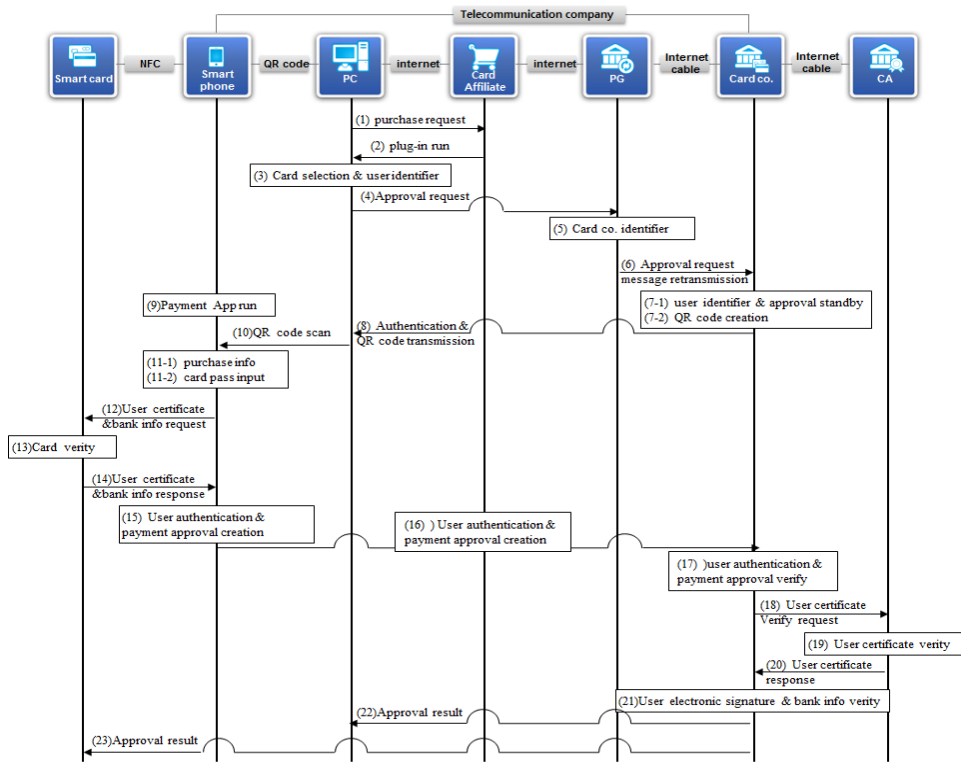 Telecommunication company
Smart card
NFC
Smart
phone
QR code
PC
internet
Card
Affiliate
internet
PG
Internet
cable
Card co.
Internet
cable
CA
(1) purchase request
(2) plug-in run
(3) Card selection & useridentifier
(4)Approval request
(5) Card co. identifier
(6) Approval request
message retransmission
(7-1) user identifier & approval standby
(7-2) QR code creation
(8) Authentication &
QR code transmission
(9)Payment App run
(10)QR code scan
(11-1) purchase info
(11-2) card pass input
(12)User certificate
&bank info request
(13)Card verity
(14)User certificate
&bank info response
(15) User authentication &
payment approval creation
(16) ) User authentication &
payment approval creation
(17) )user authentication &
payment approval verify
(18) User certificate
Verify request
(19) User certificate verity
(20) User certificate
response
(21)User electronic signature & bank info verity
(22)Approval result
(23)Approval result